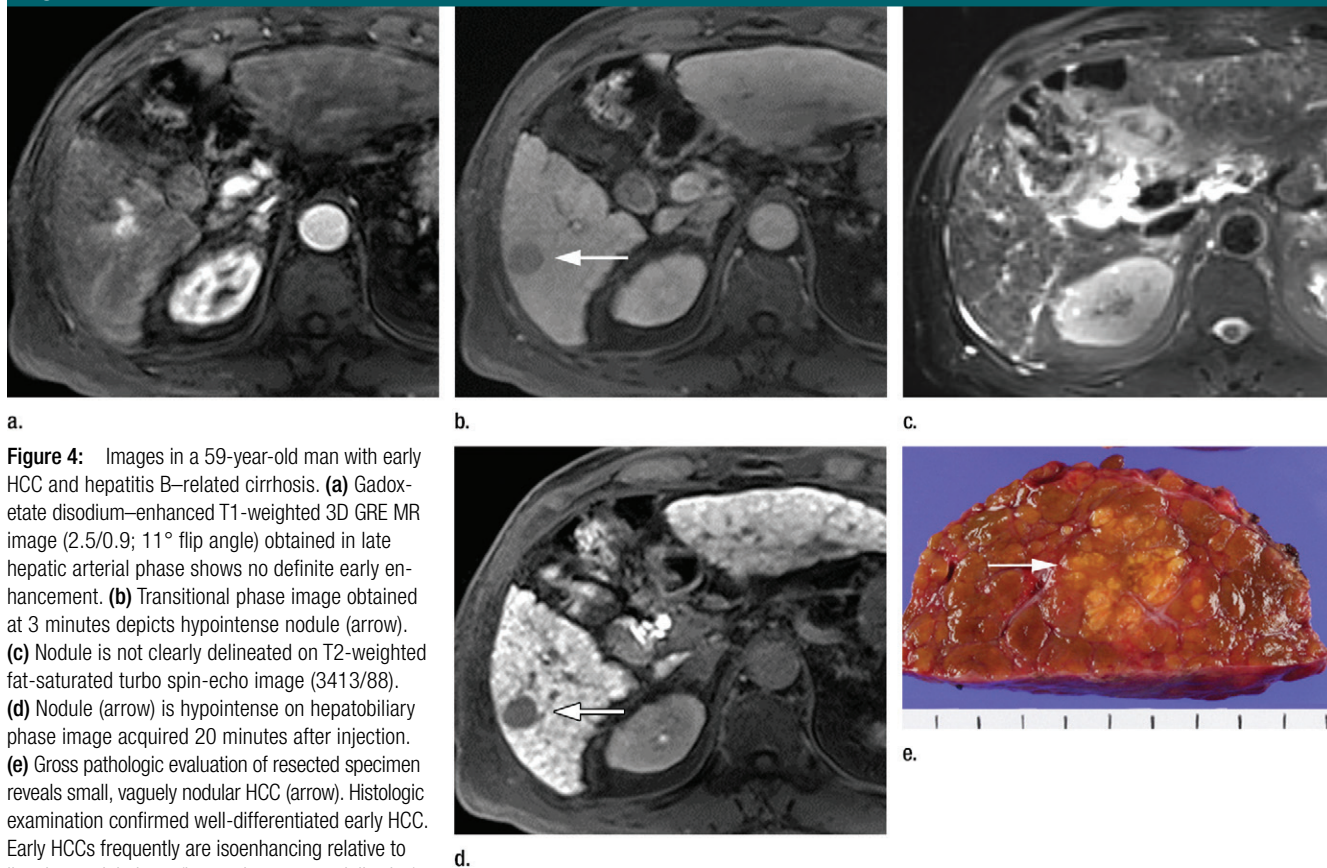 a.
b.
c.
Figure 4: Images in a 59-year-old man with early
HCC and hepatitis B–related cirrhosis. (a) Gadox-
etate disodium–enhanced T1-weighted 3D GRE MR
image (2.5/0.9; 11° flip angle) obtained in late
hepatic arterial phase shows no definite early en-
hancement. (b) Transitional phase image obtained
at 3 minutes depicts hypointense nodule (arrow).
(c) Nodule is not clearly delineated on T2-weighted
fat-saturated turbo spin-echo image (3413/88).
(d) Nodule (arrow) is hypointense on hepatobiliary
phase image acquired 20 minutes after injection.
(e) Gross pathologic evaluation of resected specimen
reveals small, vaguely nodular HCC (arrow). Histologic
examination confirmed well-differentiated early HCC.
Early HCCs frequently are isoenhancing relative to
d.
e.